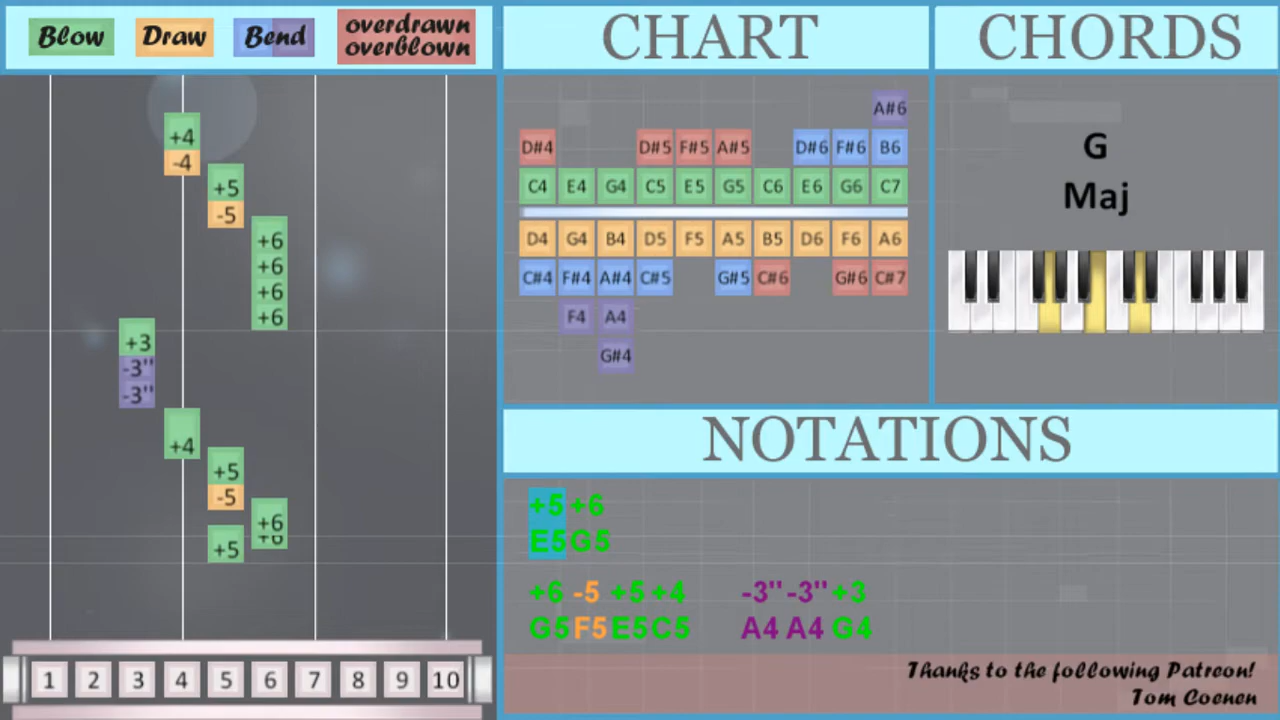 Blow Draw Bend overdrawn
overblown
CHART
CHORDS
+4
-4
+5
-5
+6
+6
+6
+6
+3
-3''
-3''
+4
+5
-5
+6
+6
+5
1 2 3 4 5 6 7 8 9 10
A#6
D#4 D#5 F#5 A#5 D#6 F#6 B6
C4 E4 G4 C5 E5 G5 C6 E6 G6 C7
D4 G4 B4 D5 F5 A5 B5 D6 F6 A6
C#4 F#4 A#4 C#5 G#5 C#6 G#6 C#7
F4 A4
G#4
G
Maj
NOTATIONS
+5 +6
E5 G5
+6 -5 +5 +4 -3'' -3'' +3
G5 F5 E5 C5 A4 A4 G4
Thanks to the following Patreon!
Tom Coenen